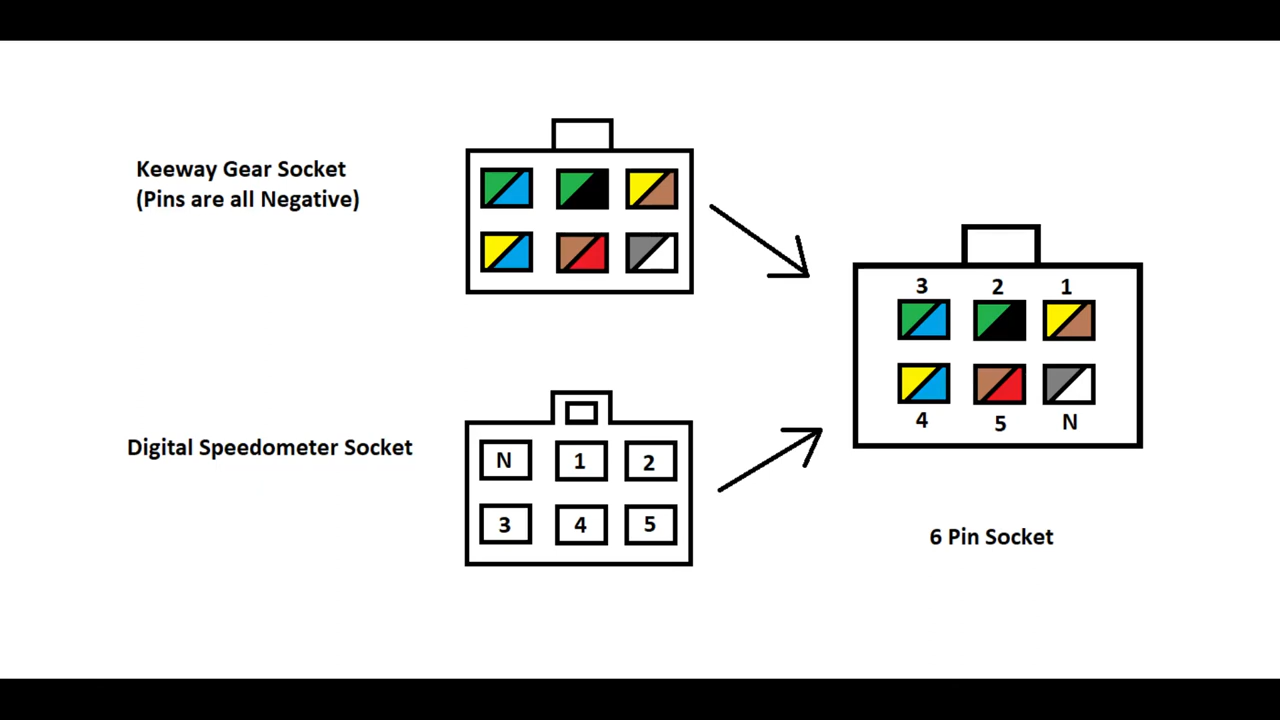 Keeway Gear Socket
(Pins are all Negative)
3 2 1
4 5 N
Digital Speedometer Socket
N 1 2
3 4 5
6 Pin Socket